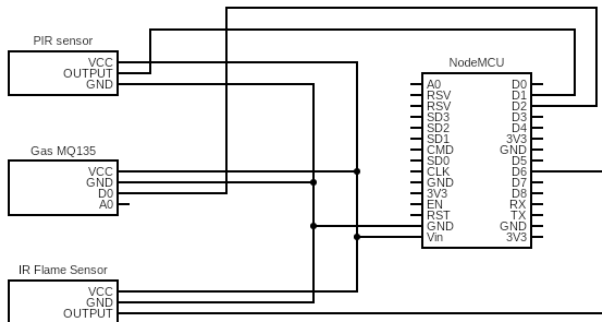 PIR sensor
VCC
OUTPUT
GND
Gas MQ135
VCC
GND
D0
A0
IR Flame Sensor
VCC
GND
OUTPUT
NodeMCU
A0 D0
RSV D1
RSV D2
SD3 D3
SD2 D4
SD1 3V3
CMD GND
SD0 D5
CLK D6
GND D7
3V3 D8
EN RX
RST TX
GND GND
Vin 3V3